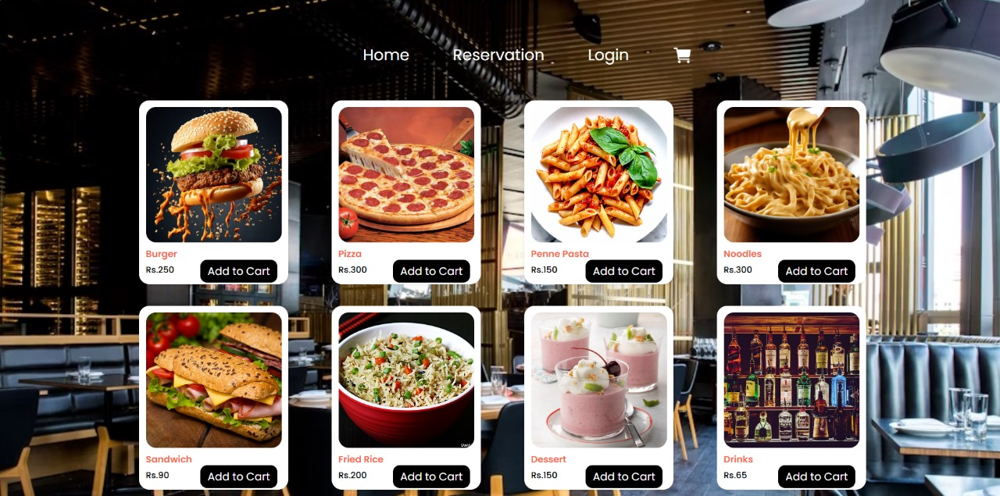 Home Reservation Login
Burger
Rs.250 Add to Cart
Pizza
Rs.300 Add to Cart
Penne Pasta
Rs.150 Add to Cart
Noodles
Rs.300 Add to Cart
Sandwich
Rs.90 Add to Cart
Fried Rice
Rs.200 Add to Cart
Dessert
Rs.150 Add to Cart
Drinks
Rs.65 Add to Cart